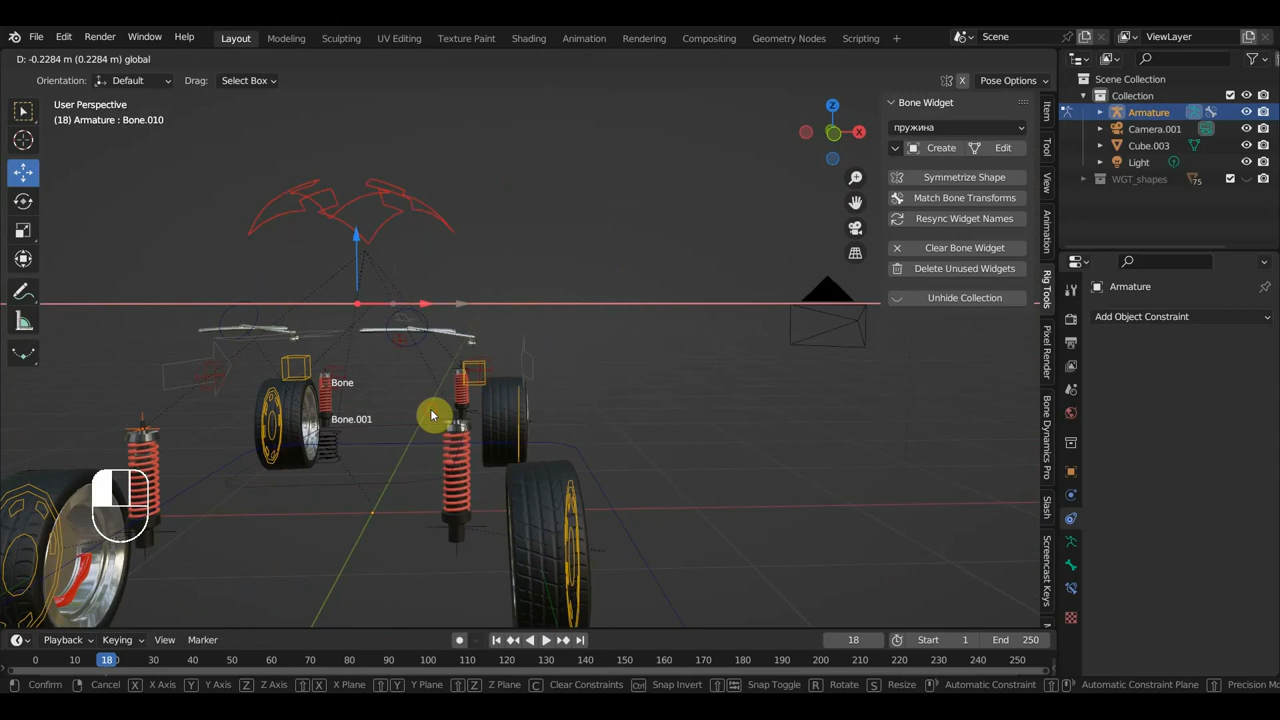 File Edit Render Window Help Layout Modeling Sculpting UV Editing Texture Paint Shading Animation Rendering Compositing Geometry Nodes Scripting + Scene ViewLayer
D: -0.2284 m (0.2284 m) global
Orientation: Default Drag: Select Box X Pose Options
User Perspective
(18) Armature : Bone.010
Z
X
Bone Widget
пружина
Create Edit
Symmetrize Shape
Match Bone Transforms
Resync Widget Names
Clear Bone Widget
Delete Unused Widgets
Unhide Collection
Item
Tool
View
Animation
Rig Tools
Pixel Render
Bone Dynamics Pro
Slash
Screencast Keys
M
Scene Collection
Collection
Armature
Camera.001
Cube.003
Light
WGT_shapes 75
Armature
Add Object Constraint
Bone
Bone.001
Playback Keying View Marker 18 Start 1 End 250
0 10 18 30 40 50 60 70 80 90 100 110 120 130 140 150 160 170 180 190 200 210 220 230 240 250
Confirm Cancel X X Axis Y Y Axis Z Z Axis X X Plane Y Y Plane Z Z Plane C Clear Constraints Ctrl Snap Invert Snap Toggle R Rotate S Resize Automatic Constraint Automatic Constraint Plane Precision Mo